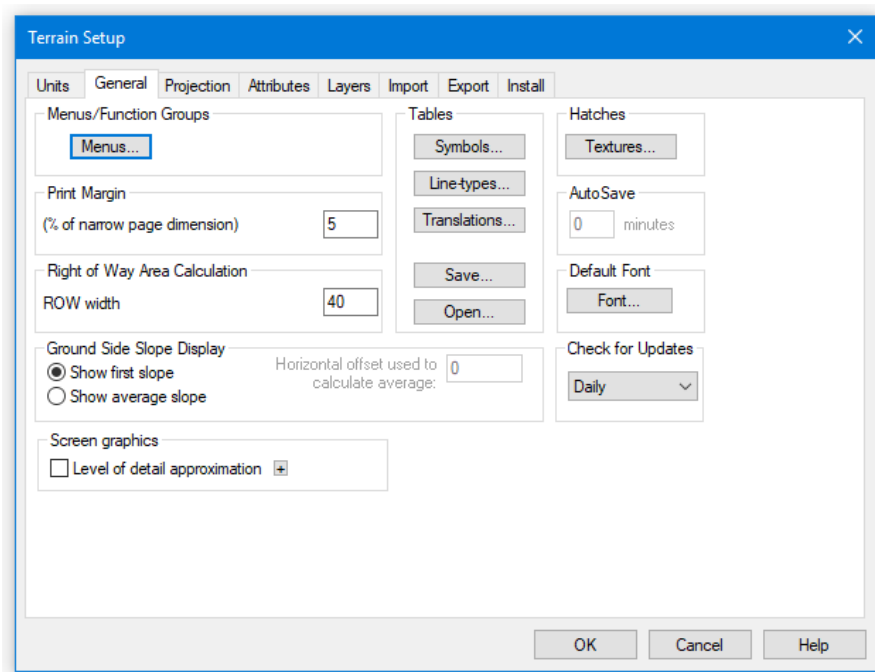 Terrain Setup
Units General Projection Attributes Layers Import Export Install
Menus/Function Groups
Menus...
Print Margin
(% of narrow page dimension) 5
Right of Way Area Calculation
ROW width 40
Tables
Symbols...
Line-types...
Translations...
Save...
Open...
Hatches
Textures...
AutoSave
0 minutes
Default Font
Font...
Ground Side Slope Display
Show first slope
Show average slope
Horizontal offset used to
calculate average: 0
Check for Updates
Daily
Screen graphics
Level of detail approximation +
OK Cancel Help